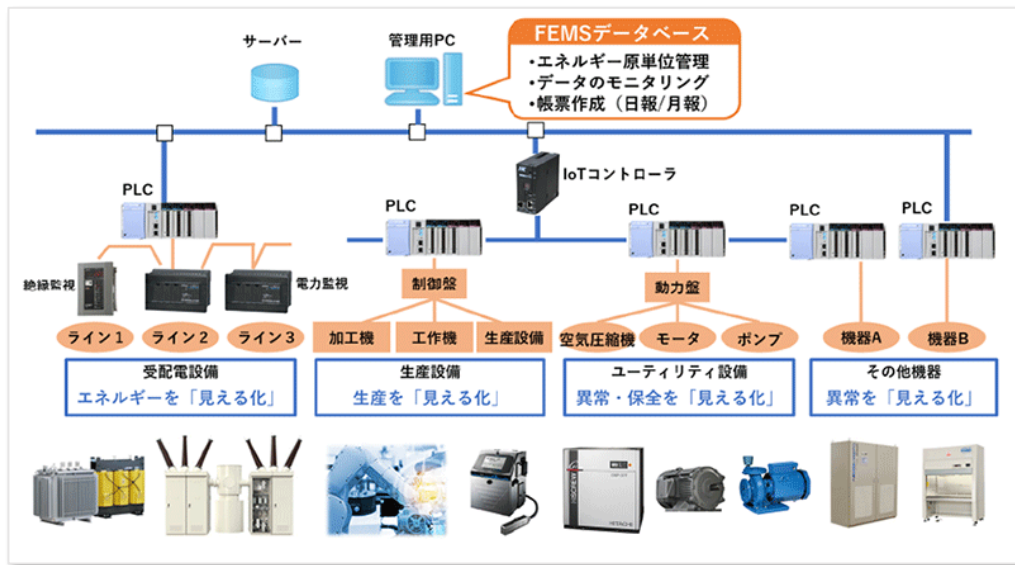 サーバー
管理用PC
FEMSデータベース
・エネルギー原単位管理
・データのモニタリング
・帳票作成（日報/月報）
IoTコントローラ
PLC
PLC
PLC
PLC
PLC
絶縁監視
電力監視
制御盤
動力盤
ライン１
ライン２
ライン３
加工機
工作機
生産設備
空気圧縮機
モータ
ポンプ
機器A
機器B
受配電設備
エネルギーを「見える化」
生産設備
生産を「見える化」
ユーティリティ設備
異常・保全を「見える化」
その他機器
異常を「見える化」
HITACHI